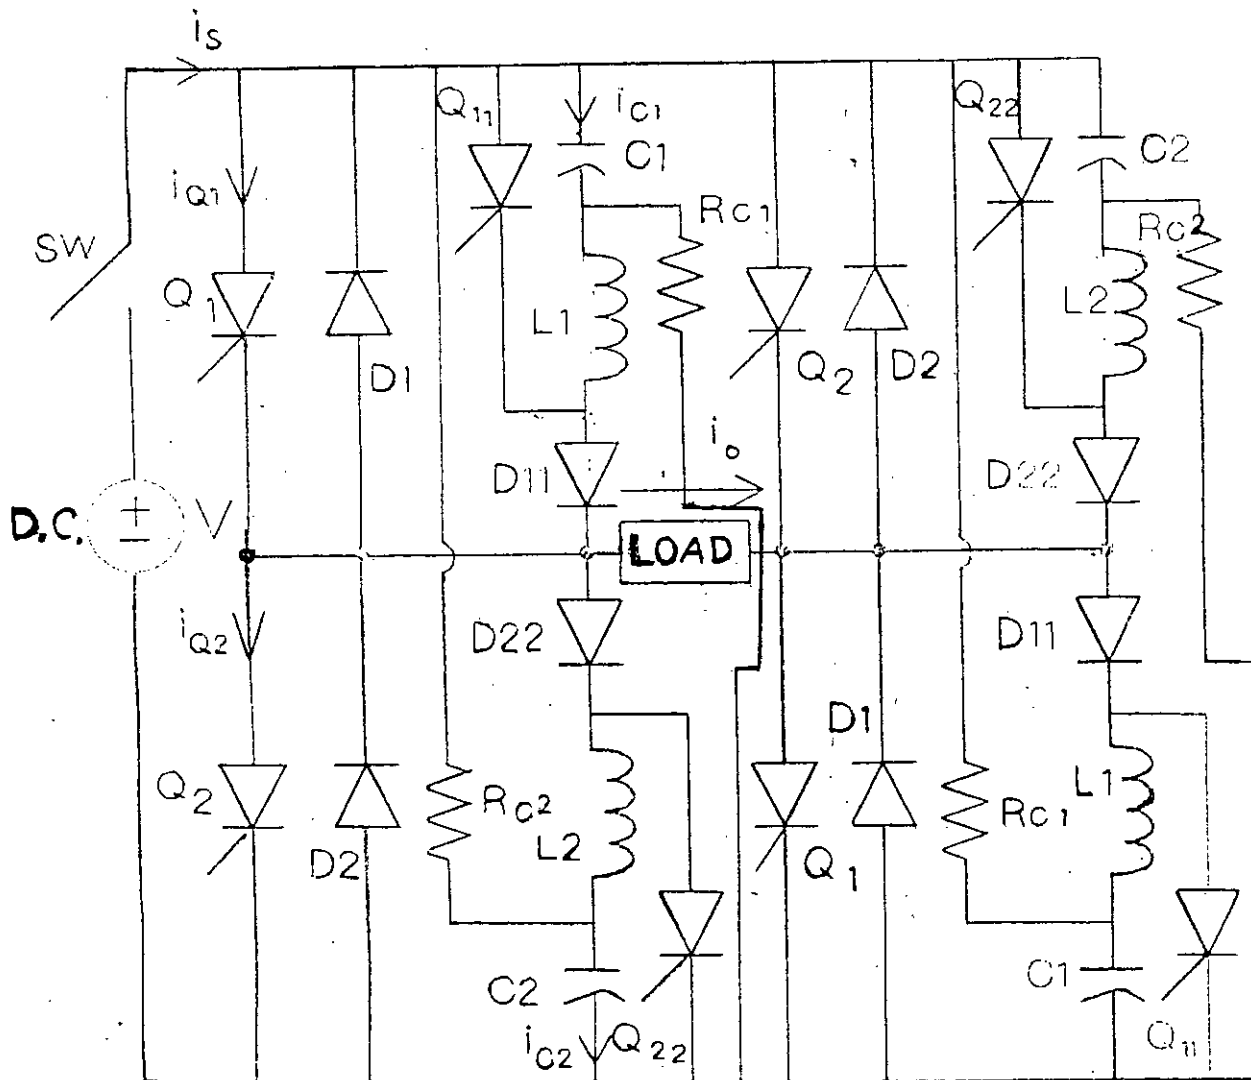 iS
Q11
iC1
C1
Q22
C2
iQ1
RC1
RC2
SW
Q1
L1
L2
D1
Q2
D2
io
D11
D22
D.C.
+
V
LOAD
iQ2
D22
D11
D1
Q2
RC2
L2
RC1
L1
D2
Q1
C2
C1
iC2
Q22
Q11